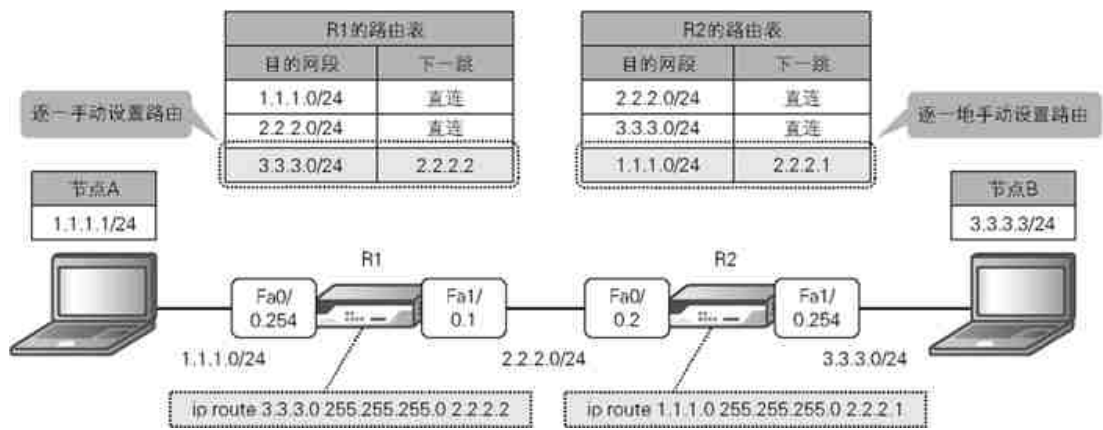 R1的路由表
目的网段 下一跳
1.1.1.0/24 直连
2.2.2.0/24 直连
3.3.3.0/24 2.2.2.2
R2的路由表
目的网段 下一跳
2.2.2.0/24 直连
3.3.3.0/24 直连
1.1.1.0/24 2.2.2.1
逐一手动设置路由
逐一地手动设置路由
节点A
1.1.1.1/24
节点B
3.3.3.3/24
R1
R2
Fa0/
0.254
Fa1/
0.1
Fa0/
0.2
Fa1/
0.254
1.1.1.0/24
2.2.2.0/24
3.3.3.0/24
ip route 3.3.3.0 255.255.255.0 2.2.2.2
ip route 1.1.1.0 255.255.255.0 2.2.2.1